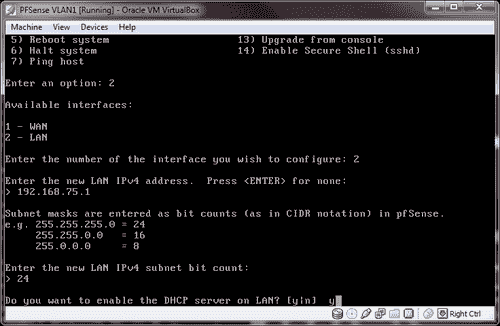 PFSense VLAN1 [Running] - Oracle VM VirtualBox
Machine View Devices Help
5) Reboot system 13) Upgrade from console
6) Halt system 14) Enable Secure Shell (sshd)
7) Ping host
Enter an option: 2
Available interfaces:
1 - WAN
2 - LAN
Enter the number of the interface you wish to configure: 2
Enter the new LAN IPv4 address. Press <ENTER> for none:
> 192.168.75.1
Subnet masks are entered as bit counts (as in CIDR notation) in pfSense.
e.g. 255.255.255.0 = 24
255.255.0.0 = 16
255.0.0.0 = 8
Enter the new LAN IPv4 subnet bit count:
> 24
Do you want to enable the DHCP server on LAN? [y|n] y
Right Ctrl